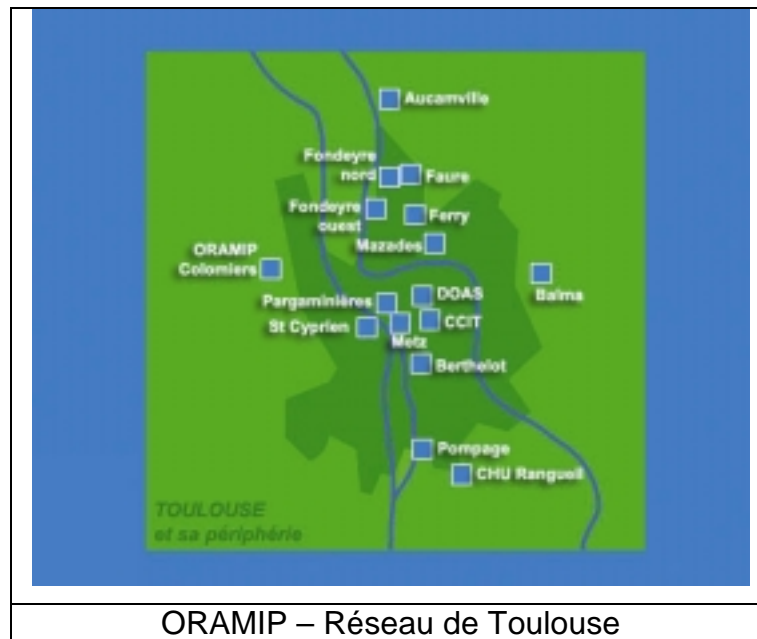 Aucamville
Fondeyre
nord
Faure
Fondeyre
ouest
Ferry
Mazades
ORAMIP
Colomiers
Balma
DOAS
Pargaminières
CCIT
St Cyprien
Metz
Berthelot
Pompage
CHU Rangueil
TOULOUSE
et sa périphérie
ORAMIP – Réseau de Toulouse